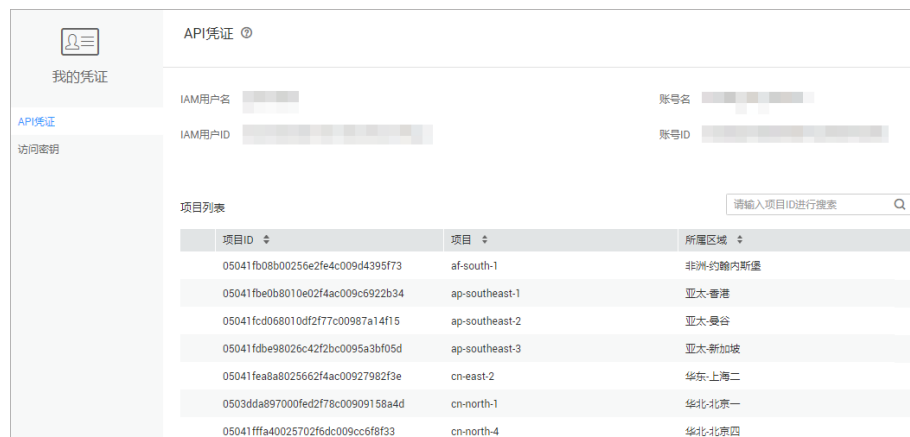 我的凭证
API凭证
访问密钥
API凭证 ?
IAM用户名
账号名
IAM用户ID
账号ID
项目列表
请输入项目ID进行搜索
项目ID 项目 所属区域
05041fb08b00256e2fe4c009d4395f73 af-south-1 非洲-约翰内斯堡
05041fbe0b8010e02f4ac009c6922b34 ap-southeast-1 亚太-香港
05041fcd068010df2f77c00987a14f15 ap-southeast-2 亚太-曼谷
05041fdbe98026c42f2bc0095a3bf05d ap-southeast-3 亚太-新加坡
05041fea8a8025662f4ac00927982f3e cn-east-2 华东-上海二
0503dda897000fed2f78c00909158a4d cn-north-1 华北-北京一
05041fffa40025702f6dc009cc6f8f33 cn-north-4 华北-北京四